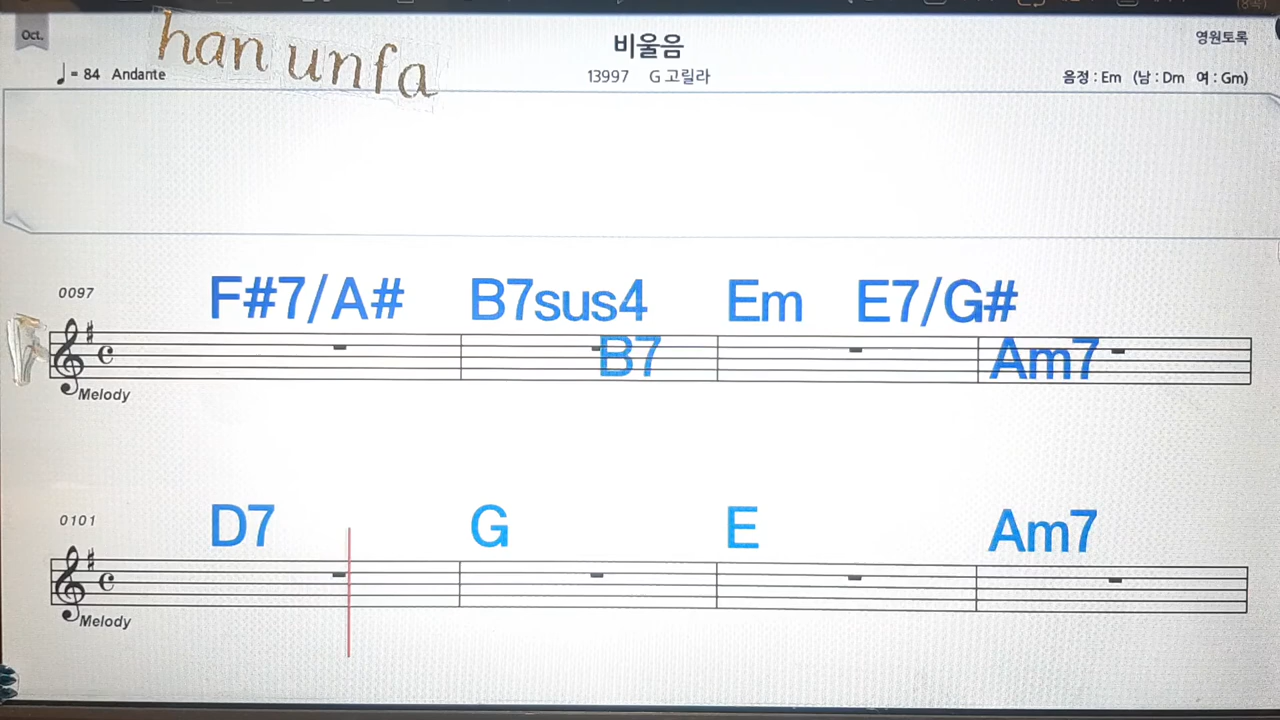 Oct.
han unfa
비울음
영원토록
♩= 84 Andante
13997 G 고릴라
음정 : Em (남 : Dm 여 : Gm)
0097
F#7/A# B7sus4 Em E7/G#
B7 Am7
Melody
0101
D7 G E Am7
Melody